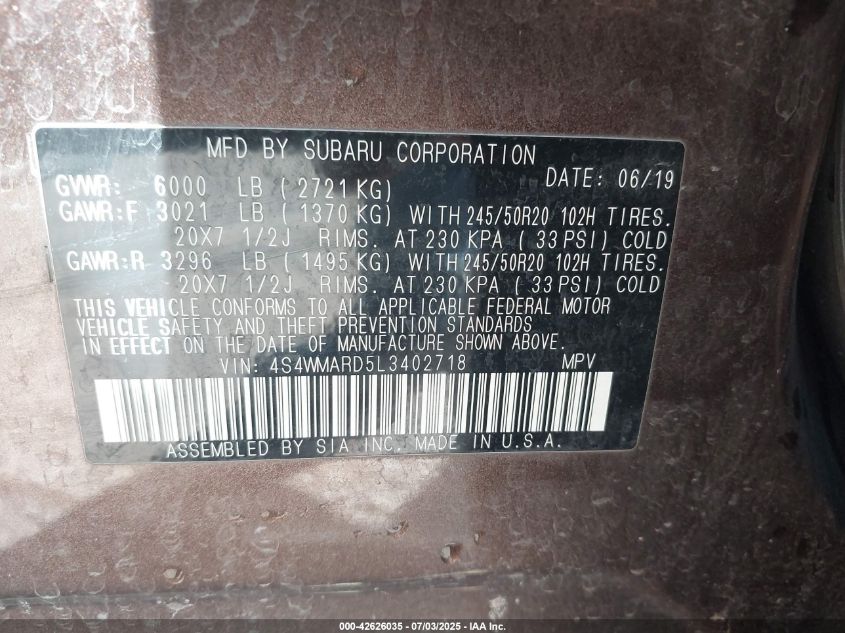 MFD BY SUBARU CORPORATION
GVWR: 6000 LB ( 2721 KG) DATE: 06/19
GAWR:F 3021 LB ( 1370 KG) WITH 245/50R20 102H TIRES.
20X7 1/2J RIMS. AT 230 KPA ( 33 PSI) COLD
GAWR:R 3296 LB ( 1495 KG) WITH 245/50R20 102H TIRES.
20X7 1/2J RIMS. AT 230 KPA ( 33 PSI) COLD
THIS VEHICLE CONFORMS TO ALL APPLICABLE FEDERAL MOTOR
VEHICLE SAFETY AND THEFT PREVENTION STANDARDS
IN EFFECT ON THE DATE OF MANUFACTURE SHOWN ABOVE.
VIN: 4S4WMARD5L3402718 MPV
ASSEMBLED BY SIA INC. MADE IN U.S.A.
000-42626035 - 07/03/2025 - IAA Inc.